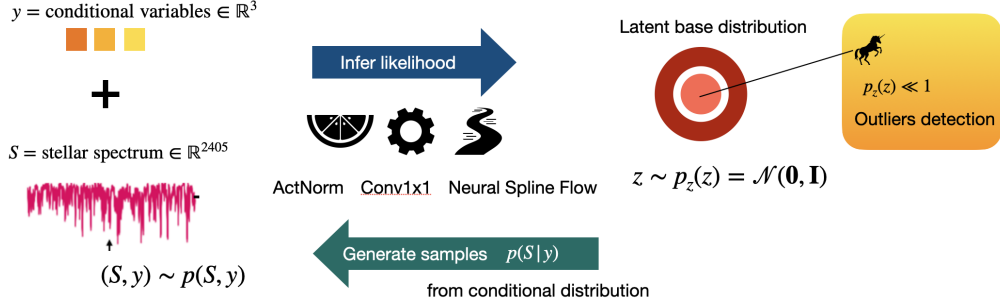 y = conditional variables ∈ ℝ³
+
S = stellar spectrum ∈ ℝ²⁴⁰⁵
(S, y) ∼ p(S, y)
Infer likelihood
ActNorm Conv1x1 Neural Spline Flow
Generate samples p(S|y)
from conditional distribution
Latent base distribution
z ∼ p_z(z) = 𝒩(𝟎, 𝐈)
p_z(z) ≪ 1
Outliers detection